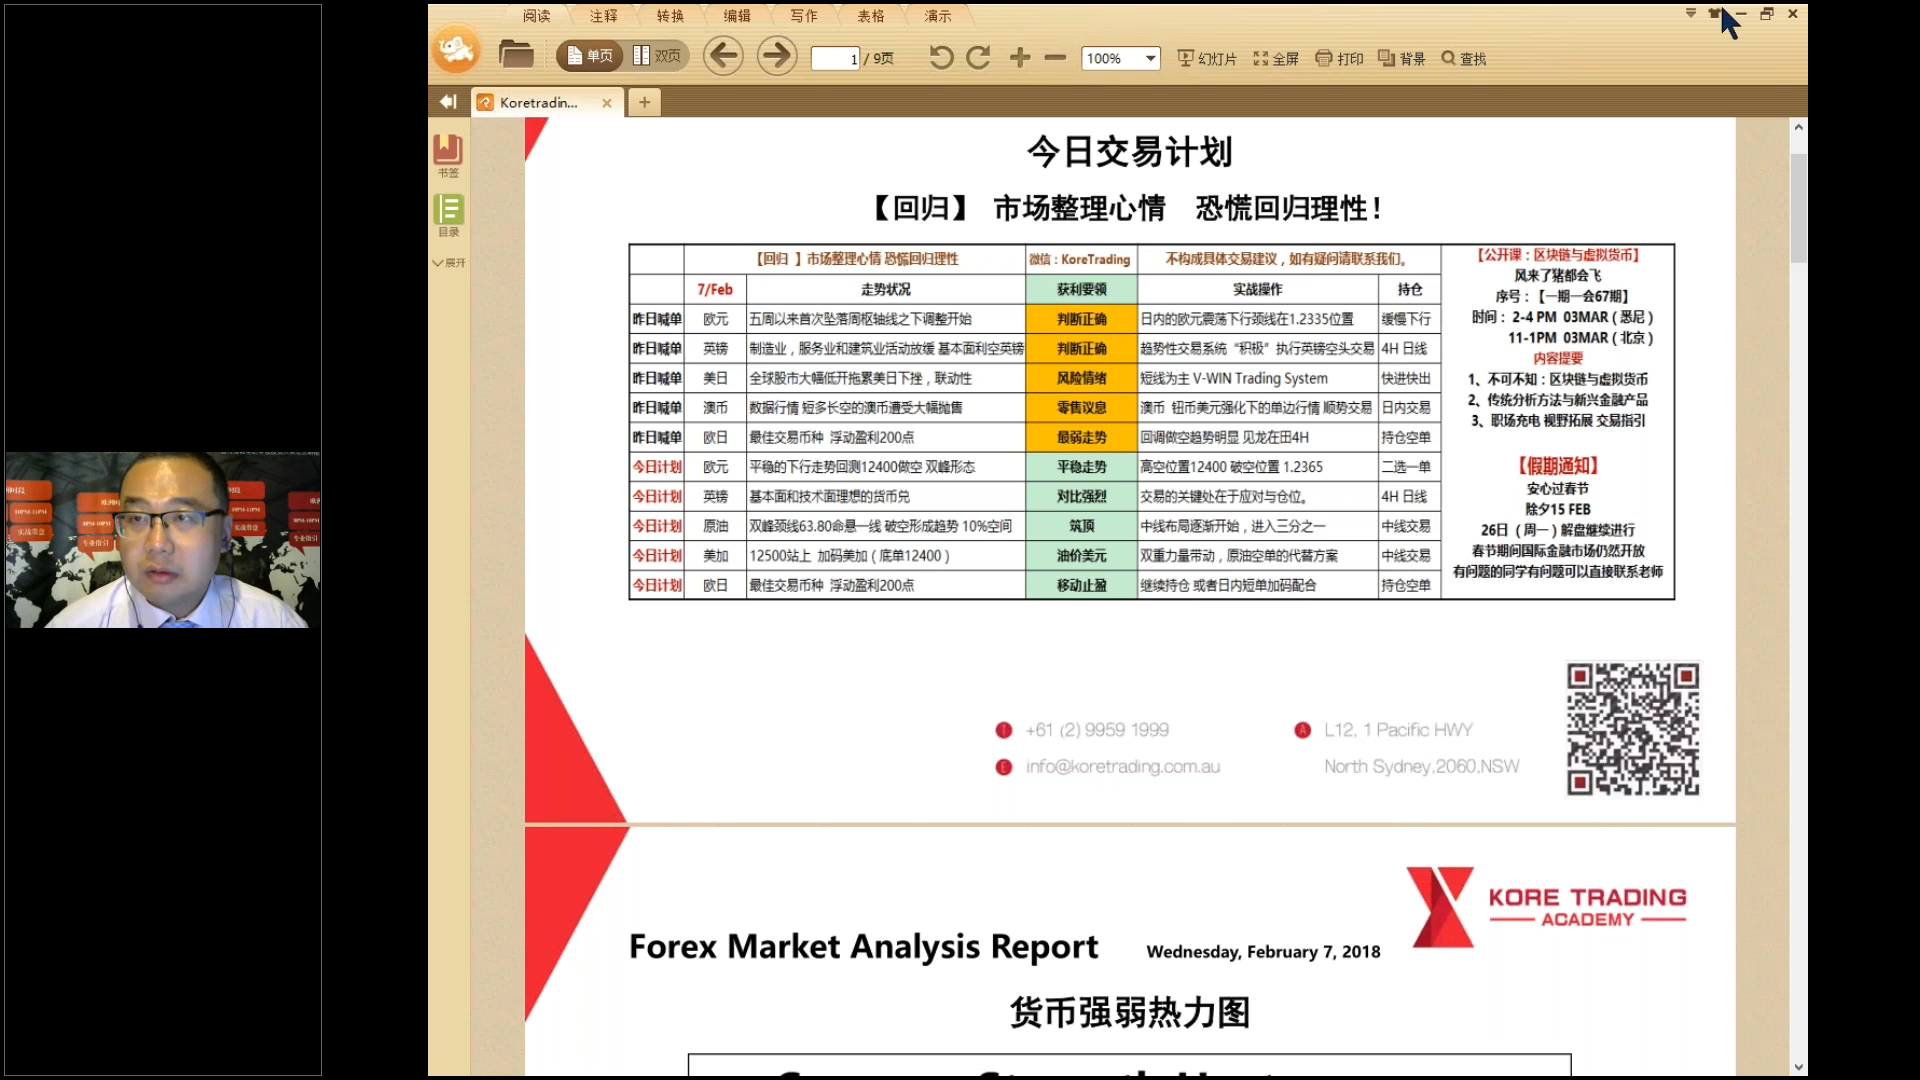 阅读 注释 转换 编辑 写作 表格 演示
单页 双页 1 / 9页 100% 幻灯片 全屏 打印 背景 查找
Koretradin...
书签
目录
展开
今日交易计划
【回归】 市场整理心情 恐慌回归理性！
【回归 】市场整理心情 恐慌回归理性 微信：KoreTrading 不构成具体交易建议，如有疑问请联系我们。
7/Feb 走势状况 获利要领 实战操作 持仓
昨日喊单 欧元 五周以来首次坠落周枢轴线之下调整开始 判断正确 日内的欧元震荡下行颈线在1.2335位置 缓慢下行
昨日喊单 英镑 制造业，服务业和建筑业活动放缓 基本面利空英镑 判断正确 趋势性交易系统“积极”执行英镑空头交易 4H 日线
昨日喊单 美日 全球股市大幅低开拖累美日下挫，联动性 风险情绪 短线为主 V-WIN Trading System 快进快出
昨日喊单 澳币 数据行情 短多长空的澳币遭受大幅抛售 零售议息 澳币 钮币美元强化下的单边行情 顺势交易 日内交易
昨日喊单 欧日 最佳交易币种 浮动盈利200点 最弱走势 回调做空趋势明显 见龙在田4H 持仓空单
今日计划 欧元 平稳的下行走势回测12400做空 双峰形态 平稳走势 高空位置12400 破空位置 1.2365 二选一单
今日计划 英镑 基本面和技术面理想的货币兑 对比强烈 交易的关键处在于应对与仓位。 4H 日线
今日计划 原油 双峰颈线63.80命悬一线 破空形成趋势 10%空间 筑顶 中线布局逐渐开始，进入三分之一 中线交易
今日计划 美加 12500站上 加码美加（底单12400） 油价美元 双重力量带动，原油空单的代替方案 中线交易
今日计划 欧日 最佳交易币种 浮动盈利200点 移动止盈 继续持仓 或者日内短单加码配合 持仓空单
【公开课：区块链与虚拟货币】
风来了猪都会飞
序号：【一期一会67期】
时间： 2-4 PM 03MAR（悉尼）
11-1PM 03MAR（北京）
内容提要
1、不可不知：区块链与虚拟货币
2、传统分析方法与新兴金融产品
3、职场充电 视野拓展 交易指引
【假期通知】
安心过春节
除夕15 FEB
26日（周一）解盘继续进行
春节期间国际金融市场仍然开放
有问题的同学有问题可以直接联系老师
T +61 (2) 9959 1999
A L12, 1 Pacific HWY
E info@koretrading.com.au
North Sydney,2060,NSW
KORE TRADING
ACADEMY
Forex Market Analysis Report Wednesday, February 7, 2018
货币强弱热力图